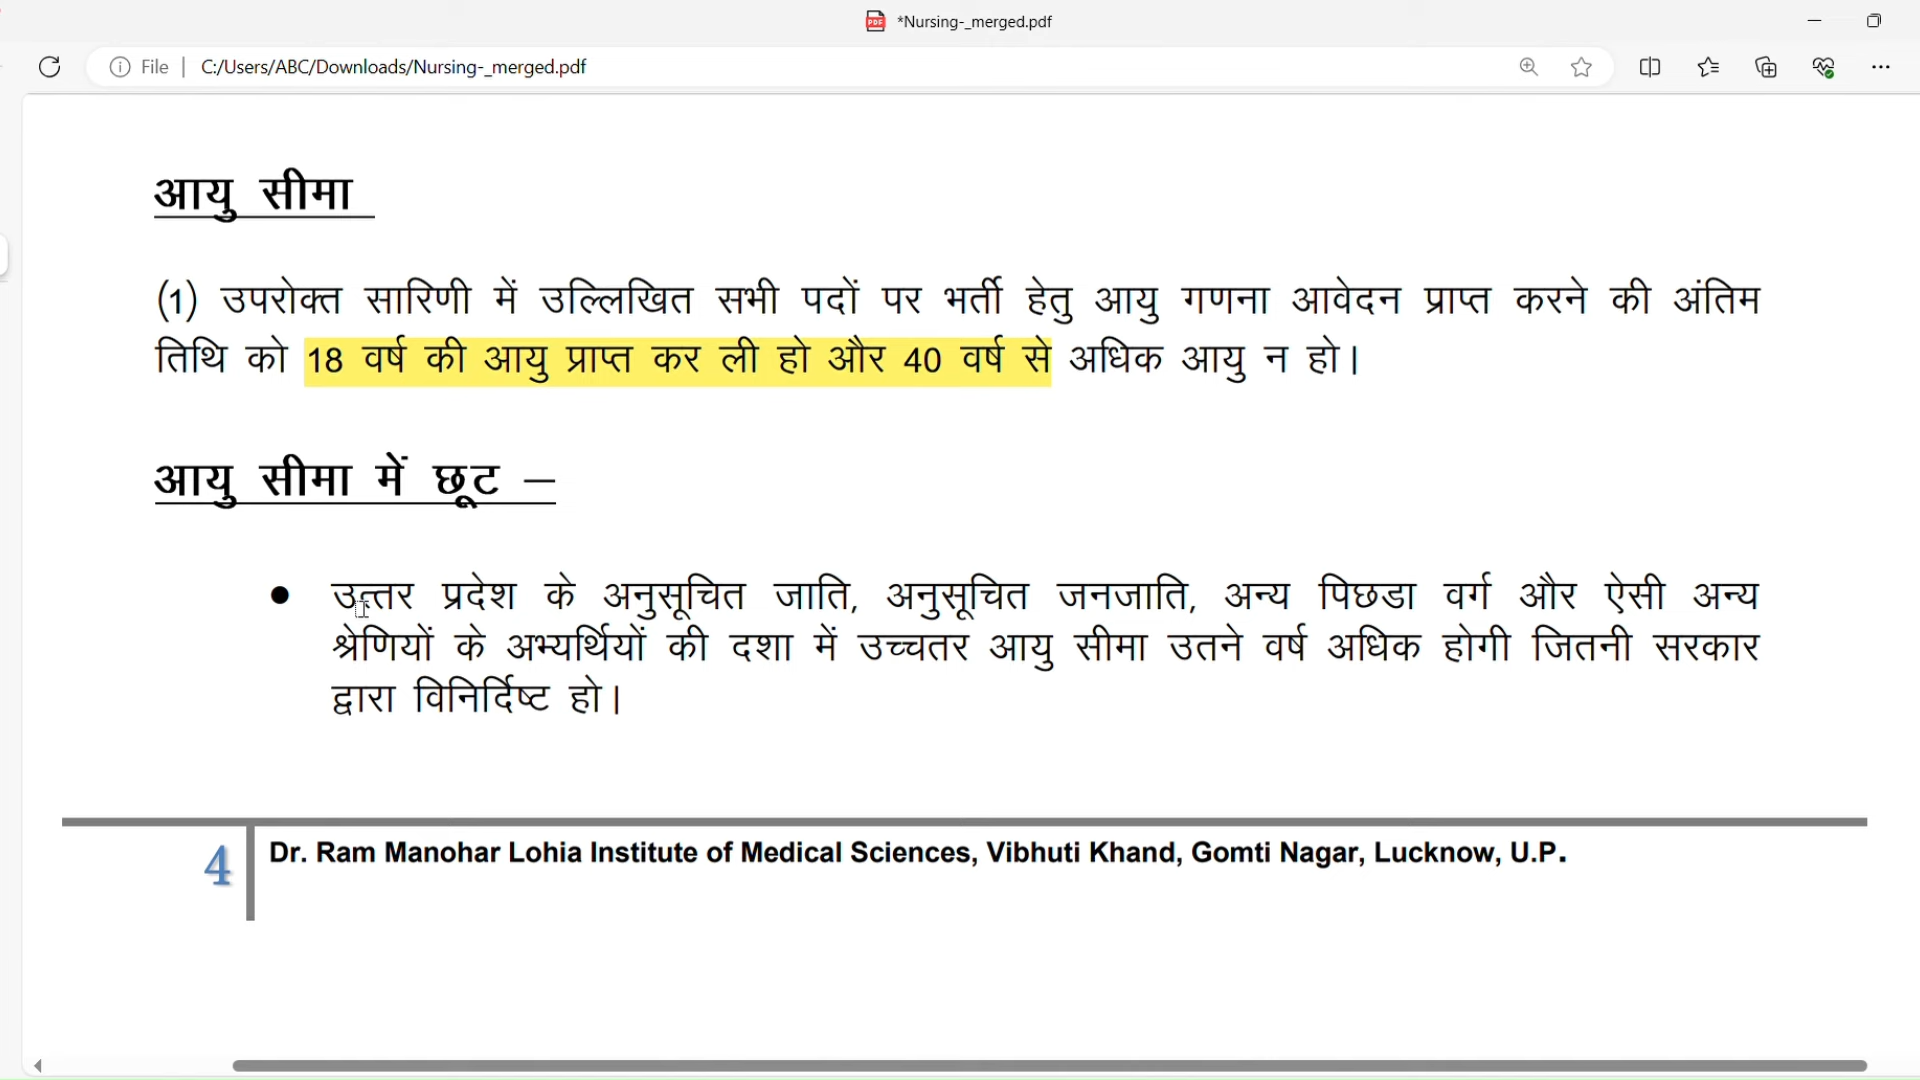 *Nursing-_merged.pdf
File | C:/Users/ABC/Downloads/Nursing-_merged.pdf
आयु सीमा
(1) उपरोक्त सारिणी में उल्लिखित सभी पदों पर भर्ती हेतु आयु गणना आवेदन प्राप्त करने की अंतिम
तिथि को 18 वर्ष की आयु प्राप्त कर ली हो और 40 वर्ष से अधिक आयु न हो।
आयु सीमा में छूट –
● उत्तर प्रदेश के अनुसूचित जाति, अनुसूचित जनजाति, अन्य पिछडा वर्ग और ऐसी अन्य
श्रेणियों के अभ्यर्थियों की दशा में उच्चतर आयु सीमा उतने वर्ष अधिक होगी जितनी सरकार
द्वारा विनिर्दिष्ट हो।
4 Dr. Ram Manohar Lohia Institute of Medical Sciences, Vibhuti Khand, Gomti Nagar, Lucknow, U.P.